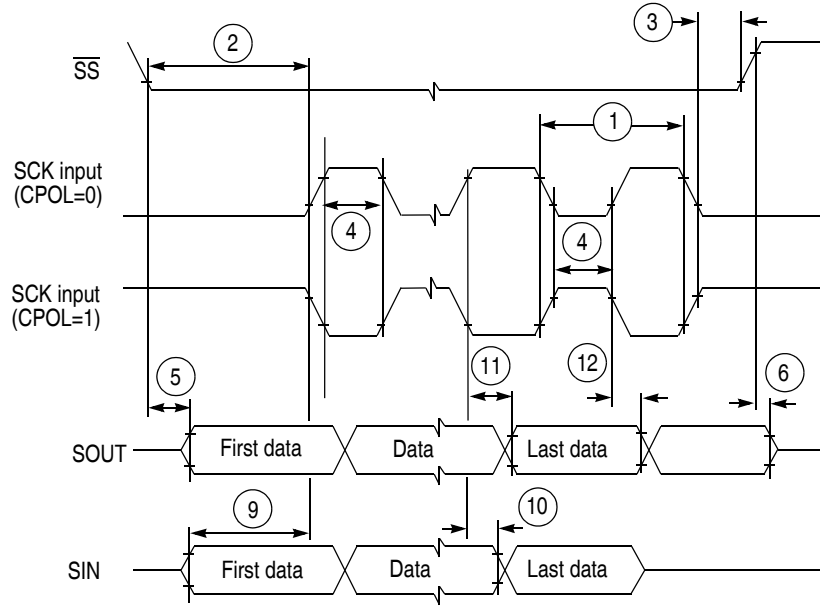 2
3
S̅S̅
1
SCK input
(CPOL=0)
4
4
SCK input
(CPOL=1)
5
11
12
6
SOUT
First data
Data
Last data
9
10
SIN
First data
Data
Last data